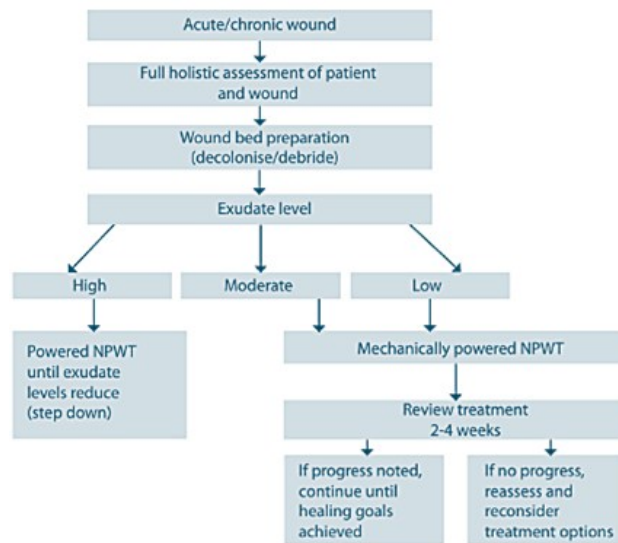 Acute/chronic wound
Full holistic assessment of patient
and wound
Wound bed preparation
(decolonise/debride)
Exudate level
High
Moderate
Low
Powered NPWT
until exudate
levels reduce
(step down)
Mechanically powered NPWT
Review treatment
2-4 weeks
If progress noted,
continue until
healing goals
achieved
If no progress,
reassess and
reconsider
treatment options